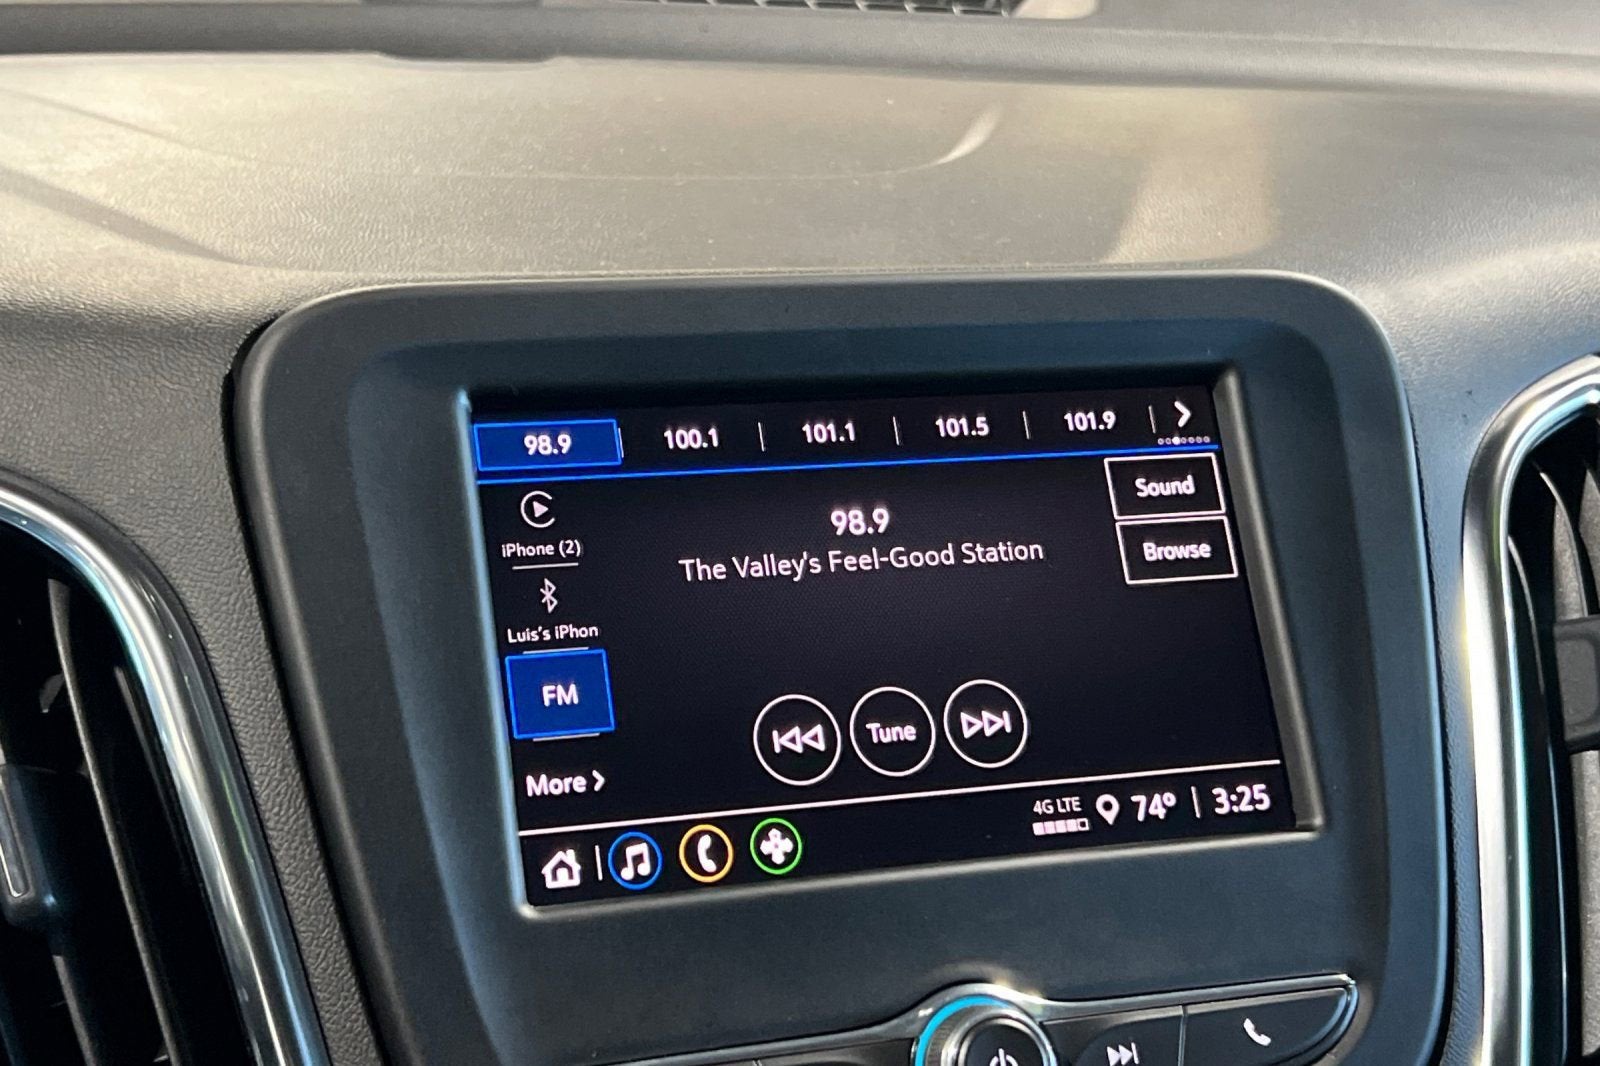 98.9 | 100.1 | 101.1 | 101.5 | 101.9 |
Sound
iPhone (2)
98.9
The Valley's Feel-Good Station
Browse
Luis's iPhon
FM
Tune
More
4G LTE
74° | 3:25